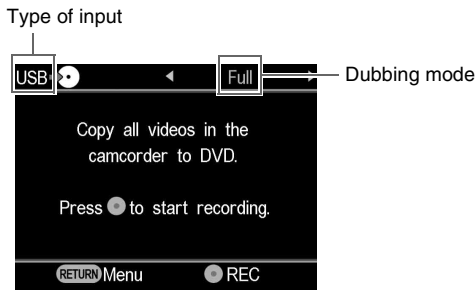 Type of input
USB Full
Dubbing mode
Copy all videos in the
camcorder to DVD.
Press to start recording.
RETURN Menu REC